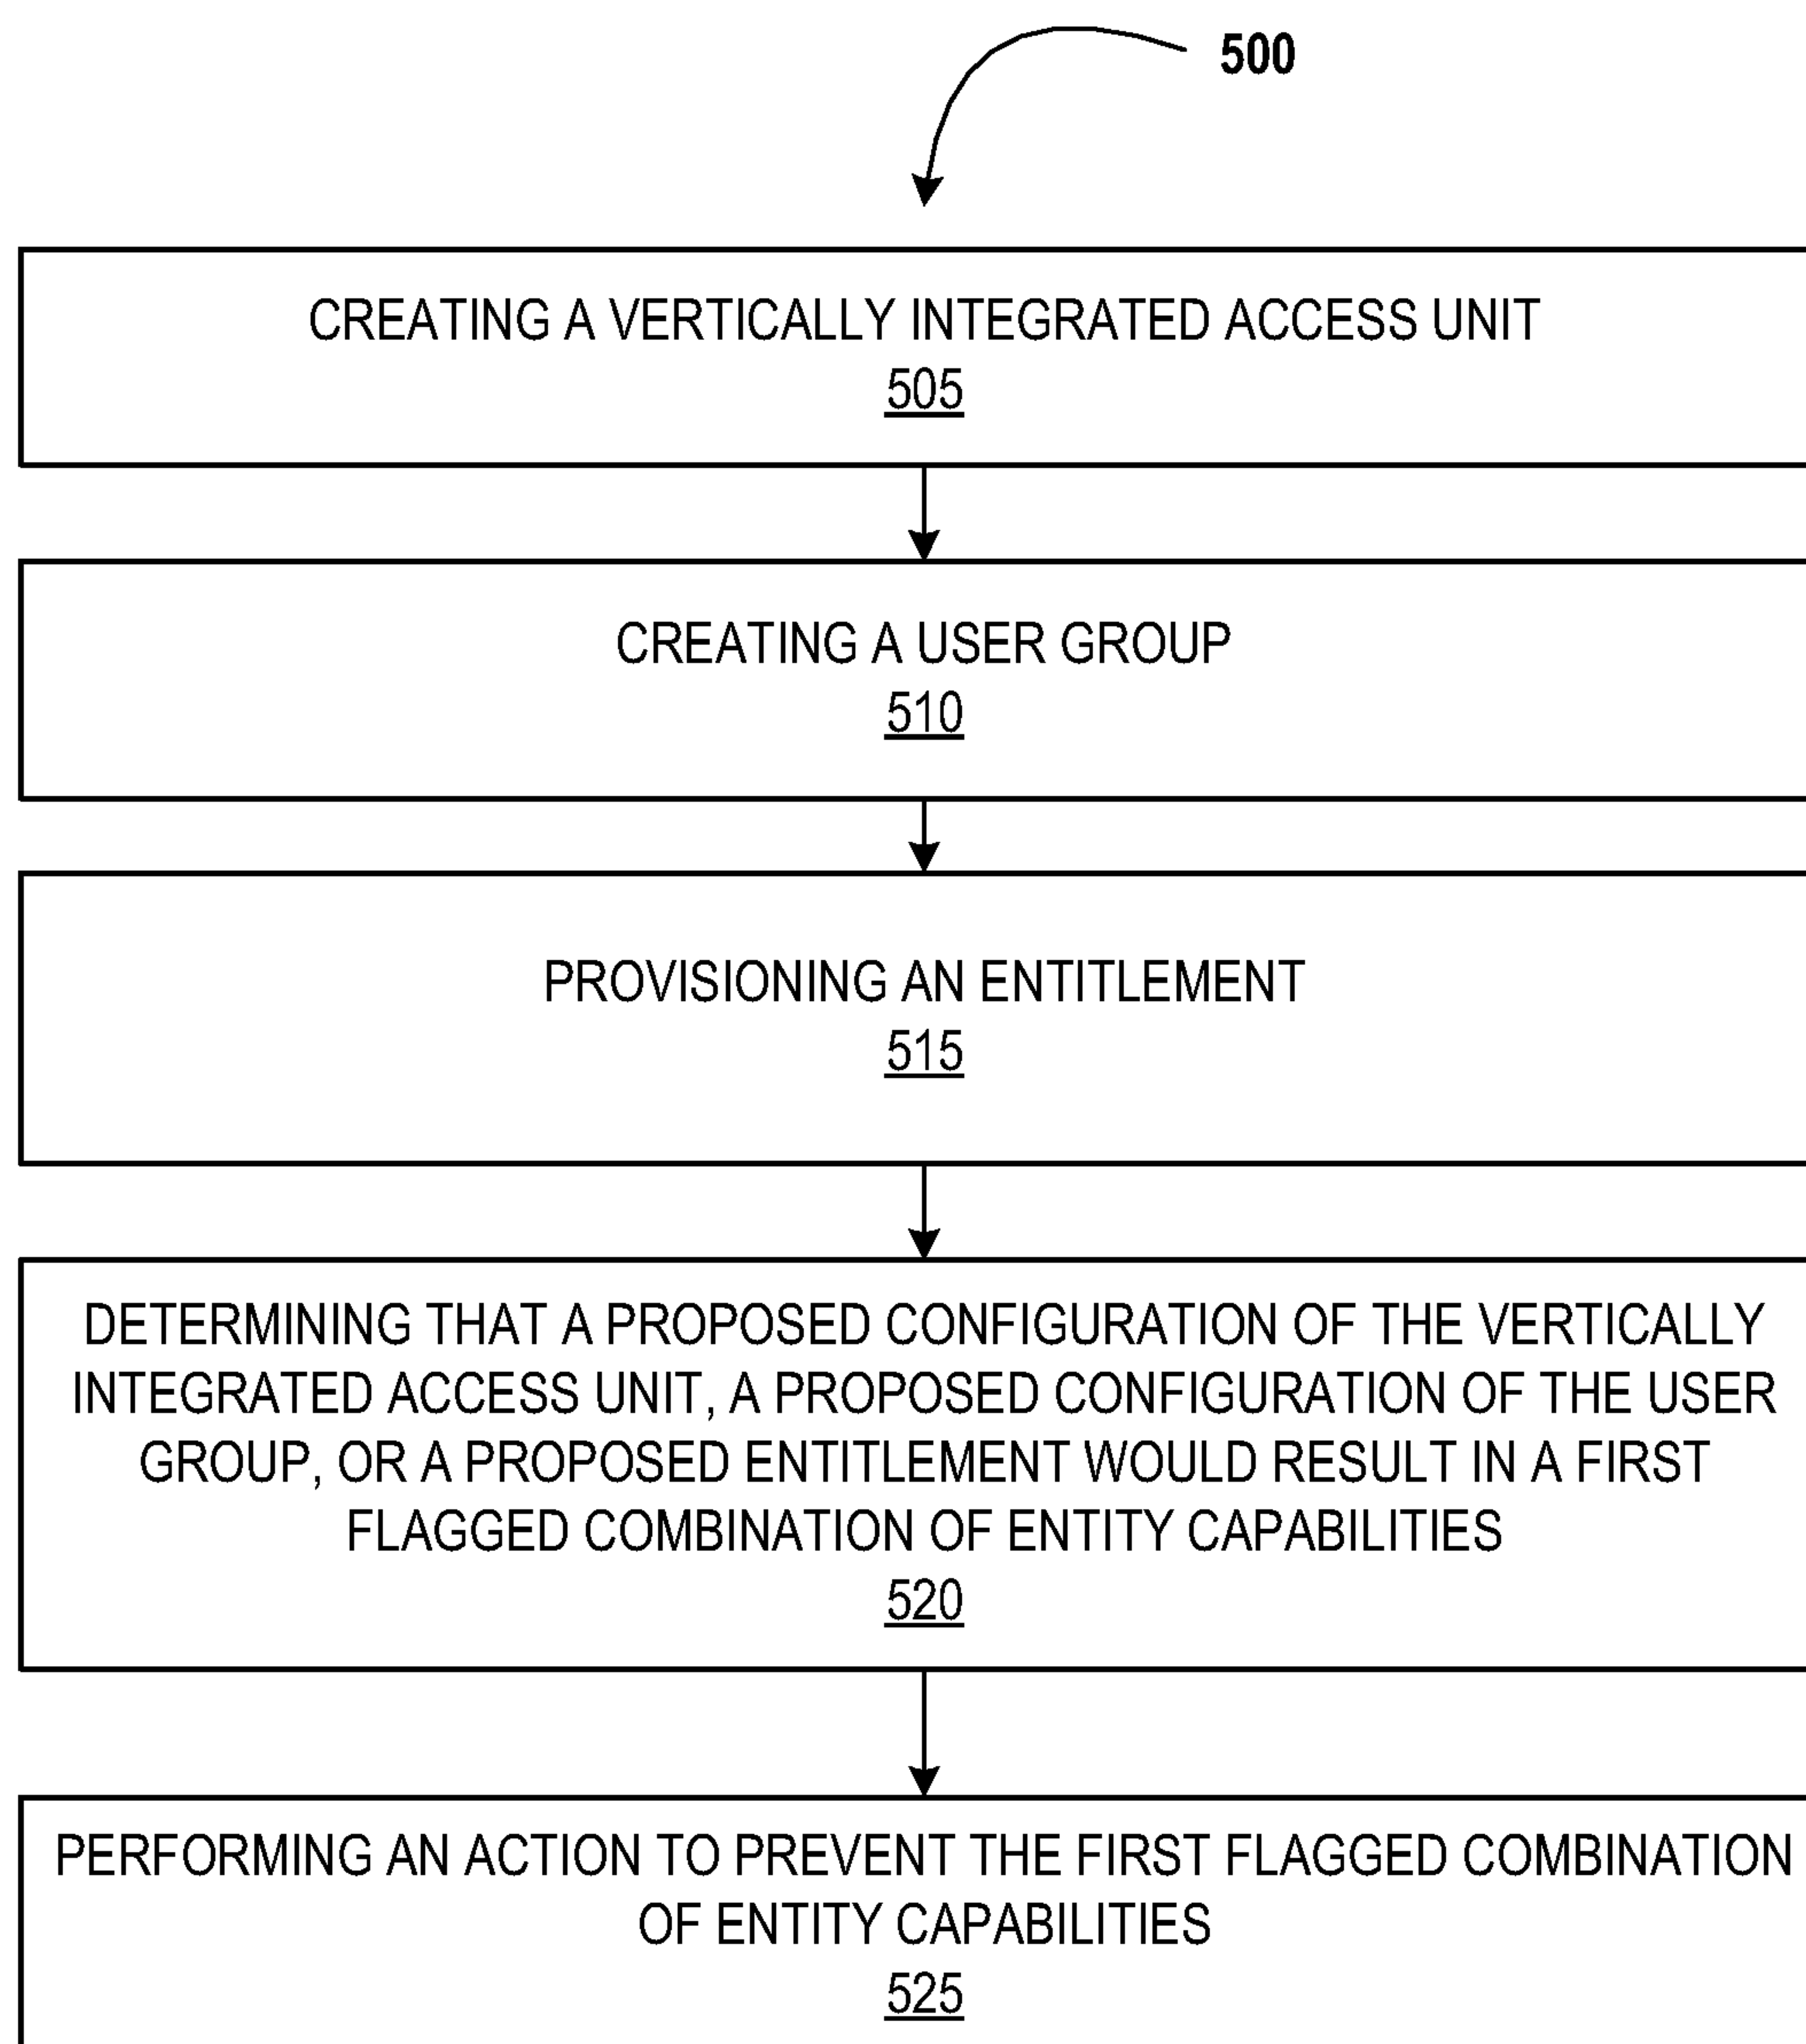 500
CREATING A VERTICALLY INTEGRATED ACCESS UNIT
505
CREATING A USER GROUP
510
PROVISIONING AN ENTITLEMENT
515
DETERMINING THAT A PROPOSED CONFIGURATION OF THE VERTICALLY
INTEGRATED ACCESS UNIT, A PROPOSED CONFIGURATION OF THE USER
GROUP, OR A PROPOSED ENTITLEMENT WOULD RESULT IN A FIRST
FLAGGED COMBINATION OF ENTITY CAPABILITIES
520
PERFORMING AN ACTION TO PREVENT THE FIRST FLAGGED COMBINATION
OF ENTITY CAPABILITIES
525